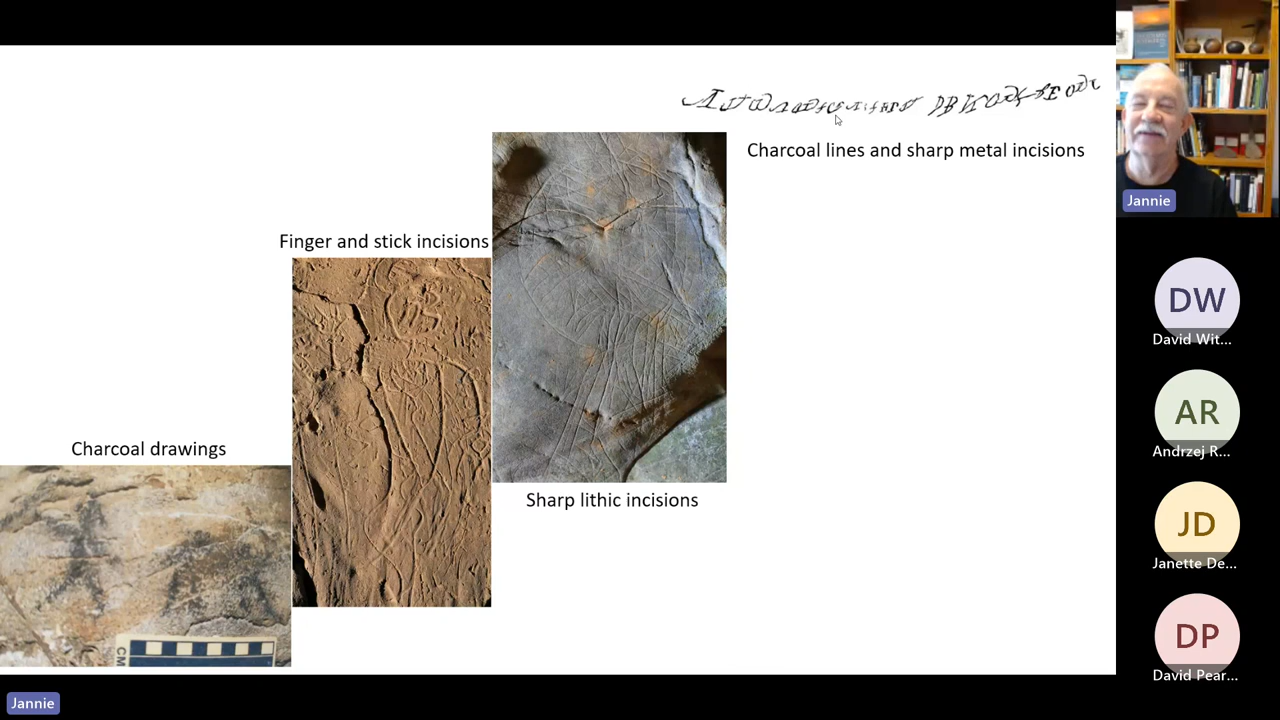 Charcoal lines and sharp metal incisions
Finger and stick incisions
Charcoal drawings
Sharp lithic incisions
CM
Jannie
DW
David Wit...
AR
Andrzej R...
JD
Janette De...
DP
David Pear...
Jannie